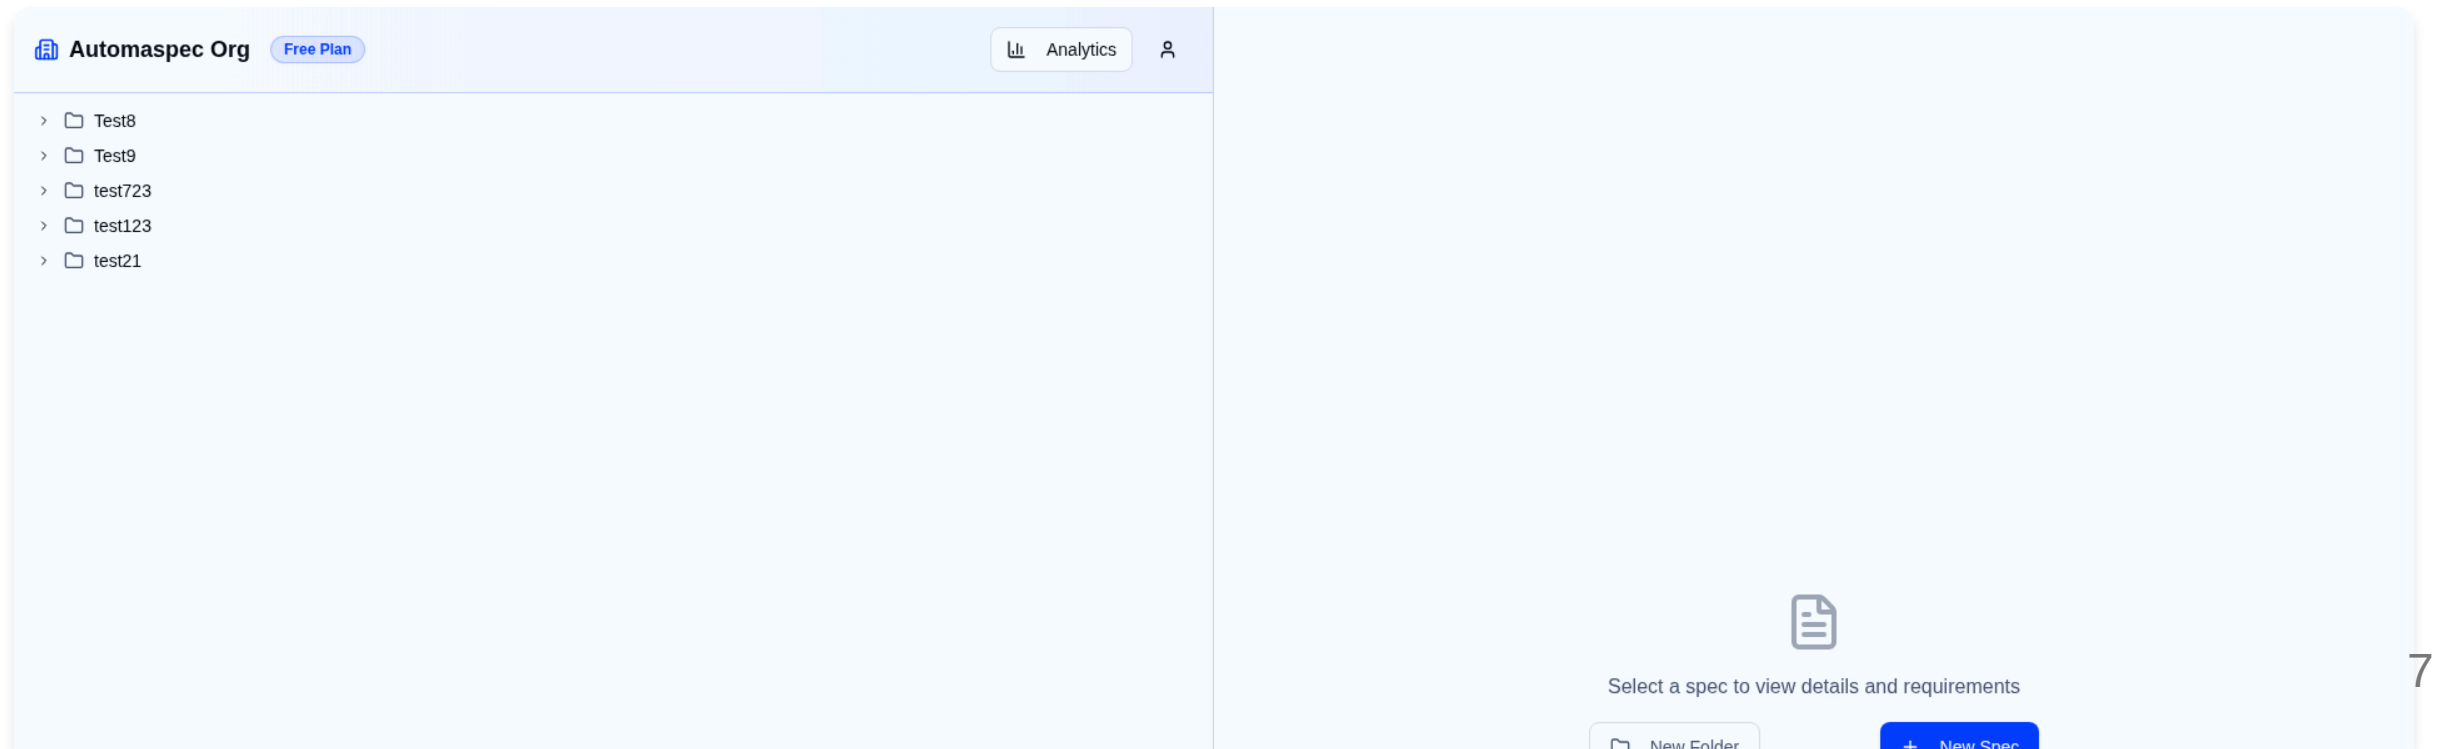 Automaspec Org
Free Plan
Analytics
Test8
Test9
test723
test123
test21
Select a spec to view details and requirements
New Folder
New Spec
7